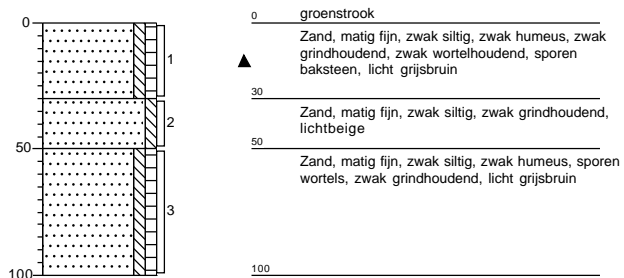 0
50
100
1
2
3
0 groenstrook
Zand, matig fijn, zwak siltig, zwak humeus, zwak
grindhoudend, zwak wortelhoudend, sporen
baksteen, licht grijsbruin
30
Zand, matig fijn, zwak siltig, zwak grindhoudend,
lichtbeige
50
Zand, matig fijn, zwak siltig, zwak humeus, sporen
wortels, zwak grindhoudend, licht grijsbruin
100